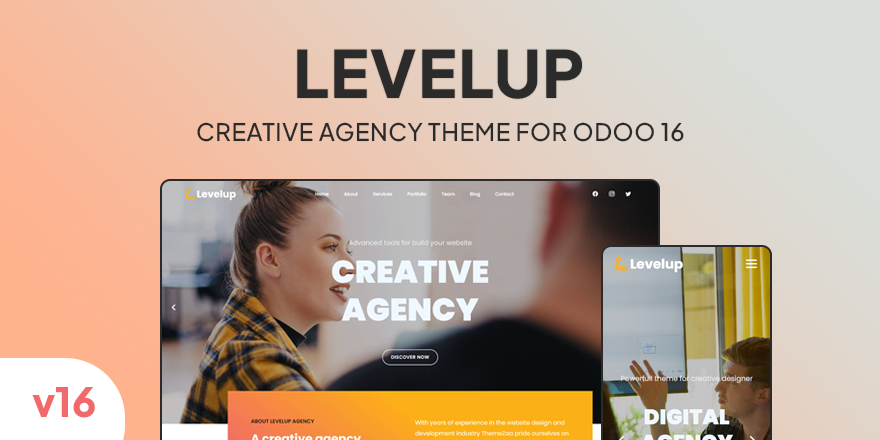 LEVELUP
CREATIVE AGENCY THEME FOR ODOO 16
Levelup
Home About Services Portfolio Team Blog Contact
Advanced tools for build your website
CREATIVE
AGENCY
DISCOVER NOW
ABOUT LEVELUP AGENCY
A creative agency
With years of experience in the website design and
development industry ThemeZaa pride ourselves on
Levelup
Powerfull theme for creative designer
DIGITAL
AGENCY
v16